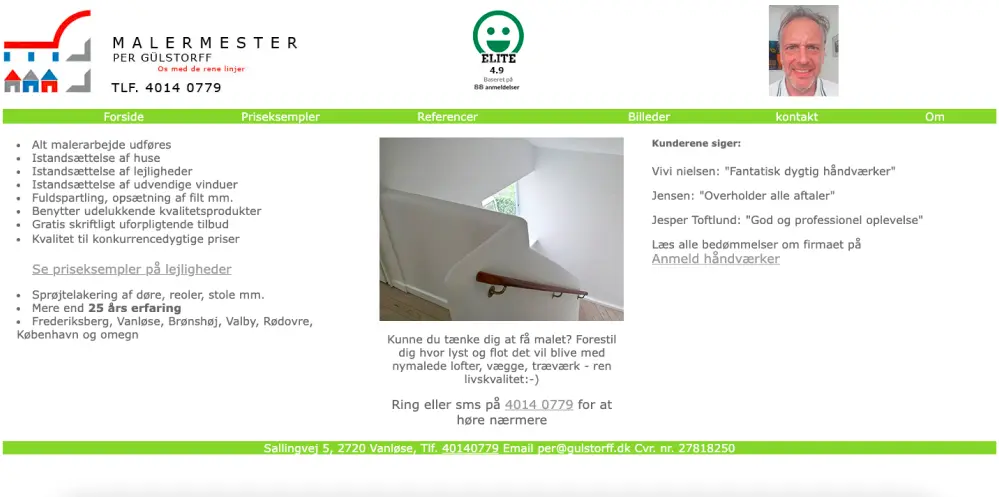 MALERMESTER
PER GÜLSTORFF
Os med de rene linjer
TLF. 4014 0779
ELITE
4.9
Baseret på
88 anmeldelser
Forside Priseksempler Referencer Billeder kontakt Om
Alt malerarbejde udføres
Istandsættelse af huse
Istandsættelse af lejligheder
Istandsættelse af udvendige vinduer
Fuldspartling, opsætning af filt mm.
Benytter udelukkende kvalitetsprodukter
Gratis skriftligt uforpligtende tilbud
Kvalitet til konkurrencedygtige priser
Se priseksempler på lejligheder
Sprøjtelakering af døre, reoler, stole mm.
Mere end 25 års erfaring
Frederiksberg, Vanløse, Brønshøj, Valby, Rødovre,
København og omegn
Kunne du tænke dig at få malet? Forestil
dig hvor lyst og flot det vil blive med
nymalede lofter, vægge, træværk - ren
livskvalitet:-)
Ring eller sms på 4014 0779 for at
høre nærmere
Kunderene siger:
Vivi nielsen: "Fantatisk dygtig håndværker"
Jensen: "Overholder alle aftaler"
Jesper Toftlund: "God og professionel oplevelse"
Læs alle bedømmelser om firmaet på
Anmeld håndværker
Sallingvej 5, 2720 Vanløse, Tlf. 40140779 Email per@gulstorff.dk Cvr. nr. 27818250